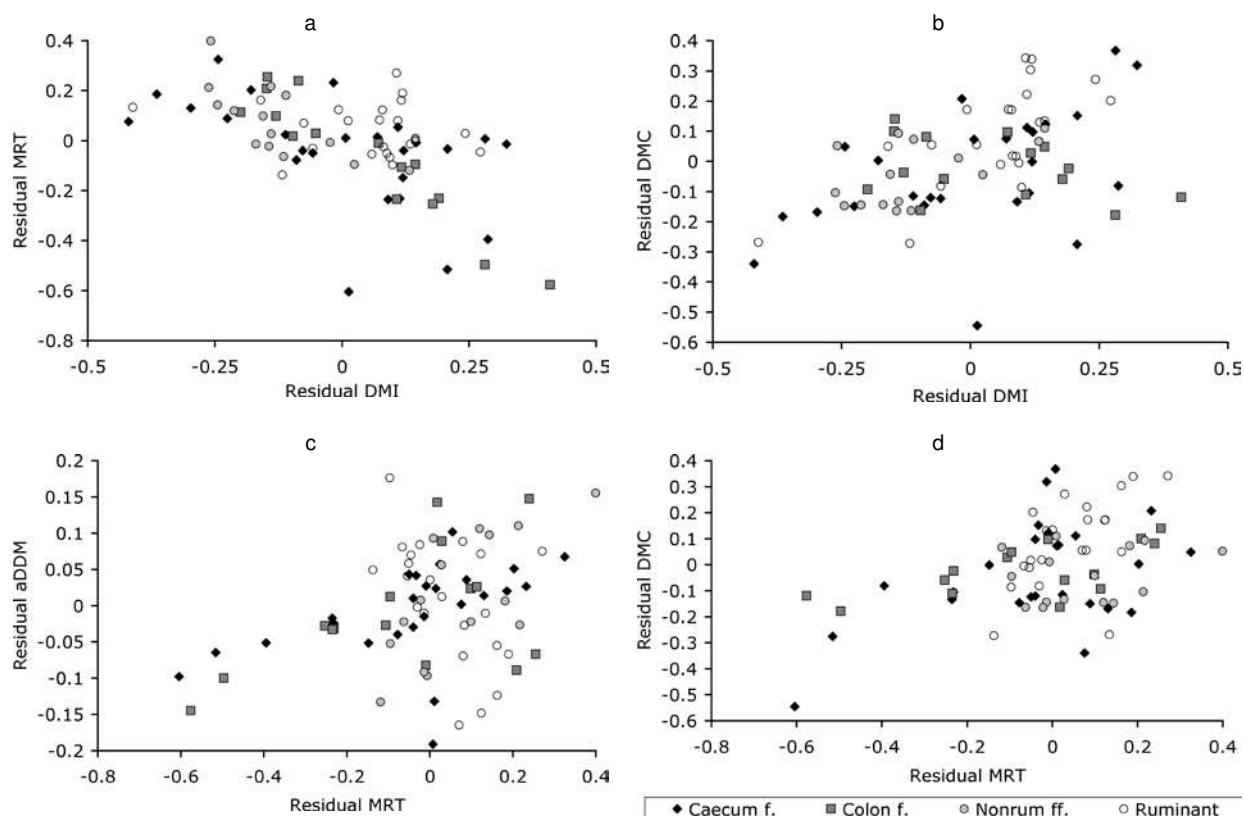 a
0.4
0.2
0
-0.2
-0.4
-0.6
-0.8
Residual MRT
-0.5 -0.25 0 0.25 0.5
Residual DMI
b
0.4
0.3
0.2
0.1
0
-0.1
-0.2
-0.3
-0.4
-0.5
-0.6
Residual DMC
-0.5 -0.25 0 0.25 0.5
Residual DMI
c
0.2
0.15
0.1
0.05
0
-0.05
-0.1
-0.15
-0.2
Residual aDDM
-0.8 -0.6 -0.4 -0.2 0 0.2 0.4
Residual MRT
d
0.4
0.3
0.2
0.1
0
-0.1
-0.2
-0.3
-0.4
-0.5
-0.6
Residual DMC
-0.8 -0.6 -0.4 -0.2 0 0.2 0.4
Residual MRT
Caecum f. Colon f. Nonrum ff. Ruminant